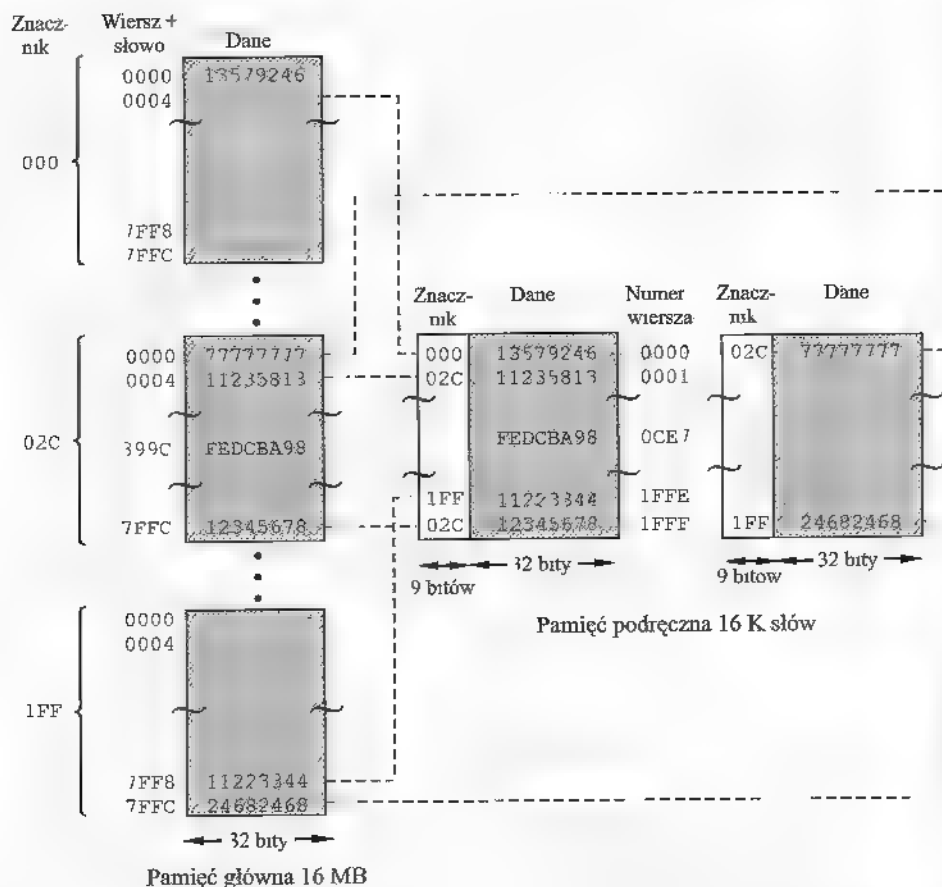 Znacz-
nik
Wiersz +
słowo
Dane
0000
13579246
0004
000
7FF8
7FFC
0000
77777777
0004
11235813
02C
399C
FEDCBA98
7FFC
12345678
0000
0004
1FF
7FF8
11223344
7FFC
24682468
32 bity
Pamięć główna 16 MB
Znacz-
nik
Dane
Numer
wiersza
000
13579246
0000
02C
11235813
0001
FEDCBA98
0CE7
1FF
11223344
1FFE
02C
12345678
1FFF
9 bitów
32 bity
Znacz-
nik
Dane
02C
77777777
1FF
24682468
9 bitow
32 bity
Pamięć podręczna 16 K słów